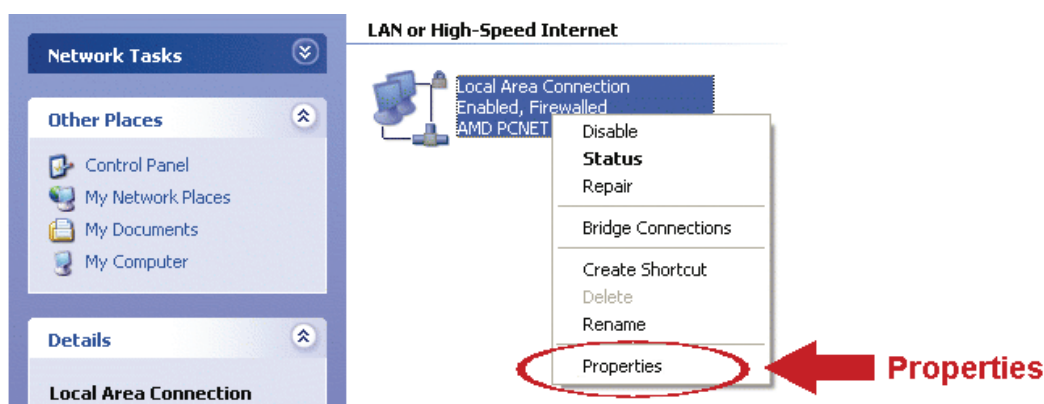 Network Tasks
Other Places
Control Panel
My Network Places
My Documents
My Computer
Details
Local Area Connection
LAN or High-Speed Internet
Local Area Connection
Enabled, Firewalled
AMD PCNET
Disable
Status
Repair
Bridge Connections
Create Shortcut
Delete
Rename
Properties
Properties